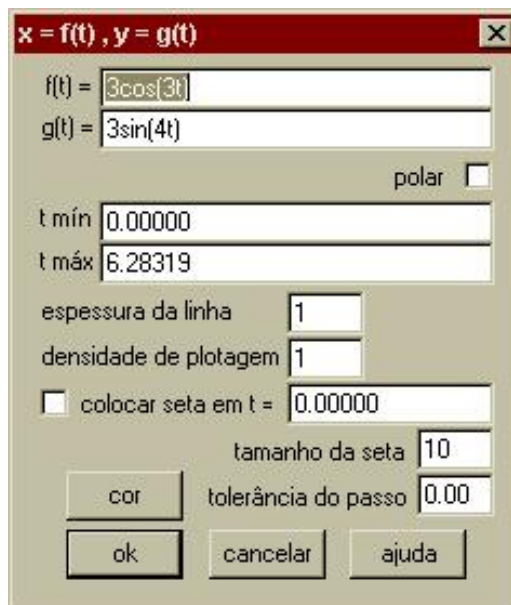 x = f(t) , y = g(t)
f(t) = 3cos(3t)
g(t) = 3sin(4t)
polar
t mín 0.00000
t máx 6.28319
espessura da linha 1
densidade de plotagem 1
colocar seta em t = 0.00000
tamanho da seta 10
cor tolerância do passo 0.00
ok cancelar ajuda